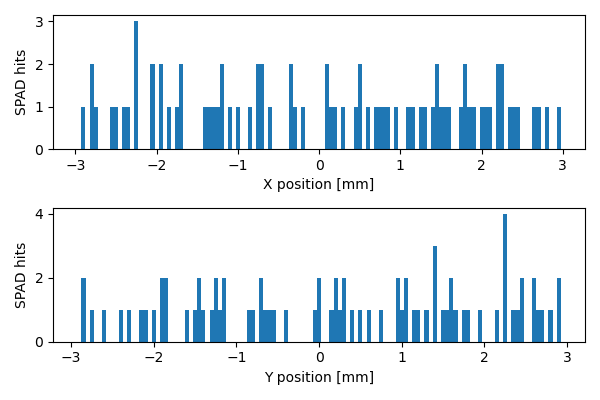 3
2
1
0
SPAD hits
−3 −2 −1 0 1 2 3
X position [mm]
4
2
0
SPAD hits
−3 −2 −1 0 1 2 3
Y position [mm]